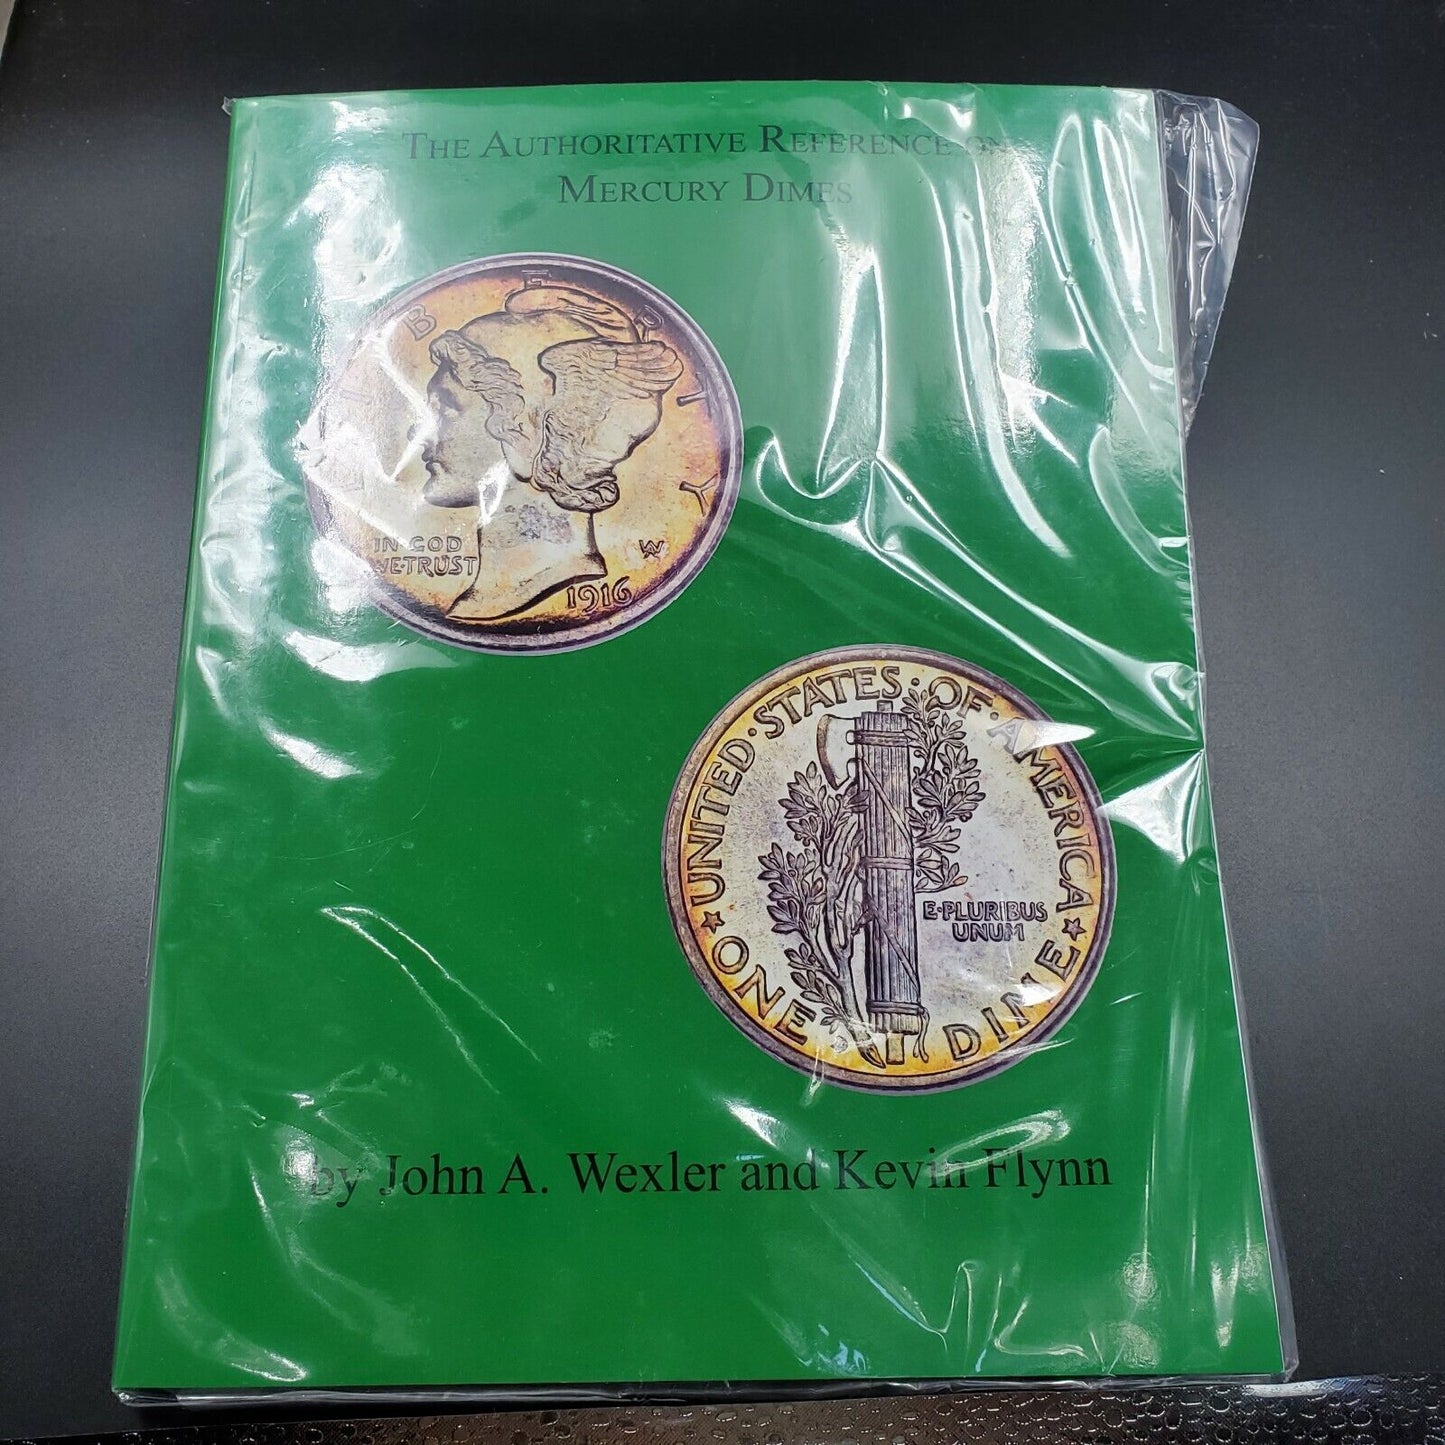 THE AUTHORITATIVE REFERENCE ON
MERCURY DIMES
LIBERTY
IN GOD
WE·TRUST
W
1916
UNITED·STATES·OF·AMERICA
E·PLURIBUS
UNUM
ONE DIME
by John A. Wexler and Kevin Flynn